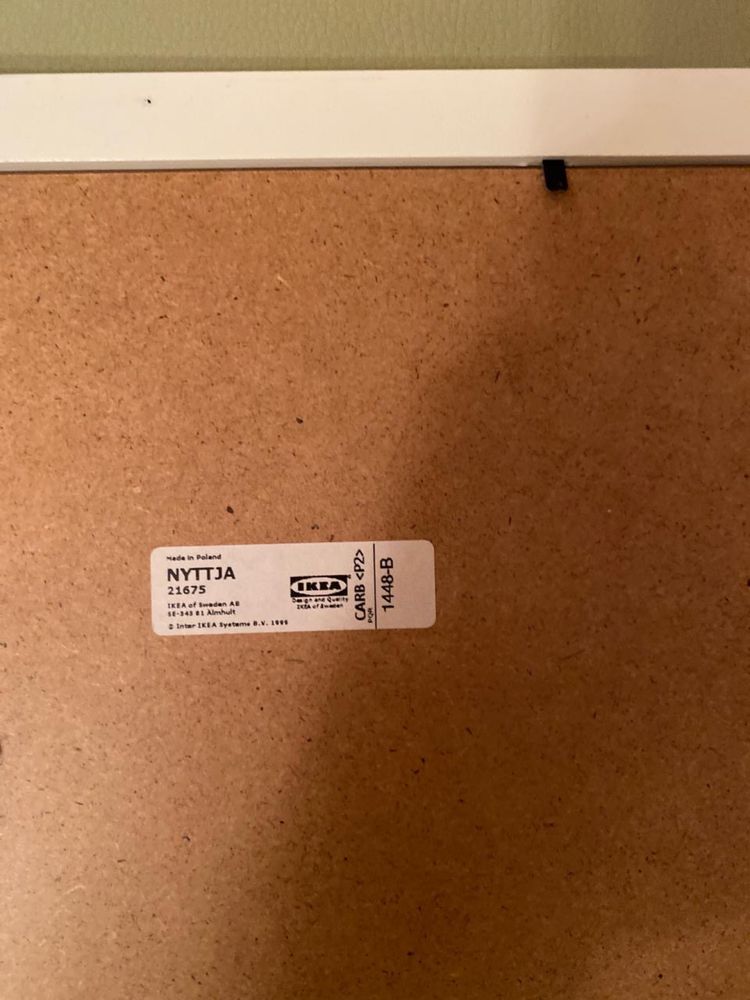 Made in Poland
NYTTJA
21675
IKEA of Sweden AB
SE-343 81 Älmhult
© Inter IKEA Systems B.V. 1999
IKEA
Design and Quality
IKEA of Sweden
CARB <P2>
PQR
1448-B